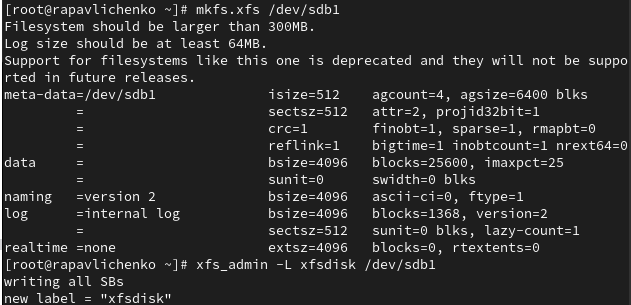 [root@rapavlichenko ~]# mkfs.xfs /dev/sdb1
Filesystem should be larger than 300MB.
Log size should be at least 64MB.
Support for filesystems like this one is deprecated and they will not be suppo
rted in future releases.
meta-data=/dev/sdb1              isize=512    agcount=4, agsize=6400 blks
         =                       sectsz=512   attr=2, projid32bit=1
         =                       crc=1        finobt=1, sparse=1, rmapbt=0
         =                       reflink=1    bigtime=1 inobtcount=1 nrext64=0
data     =                       bsize=4096   blocks=25600, imaxpct=25
         =                       sunit=0      swidth=0 blks
naming   =version 2              bsize=4096   ascii-ci=0, ftype=1
log      =internal log           bsize=4096   blocks=1368, version=2
         =                       sectsz=512   sunit=0 blks, lazy-count=1
realtime =none                   extsz=4096   blocks=0, rtextents=0
[root@rapavlichenko ~]# xfs_admin -L xfsdisk /dev/sdb1
writing all SBs
new label = "xfsdisk"